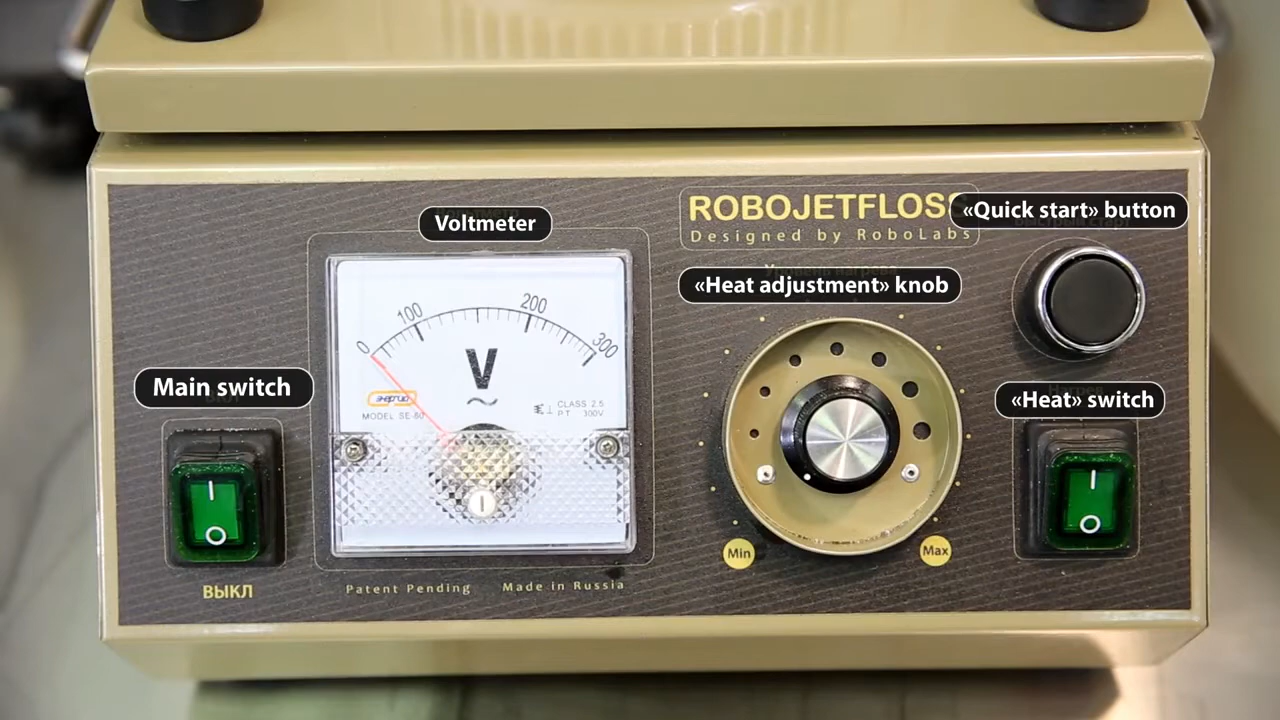 ROBOJETFLOSS
«Quick start» button
Voltmeter
Designed by RoboLabs
«Heat adjustment» knob
0 100 200 300
V
Main switch
«Heat» switch
MODEL SE-80
CLASS 2.5
P.T. 300V
Min
Max
ВЫКЛ
Patent Pending
Made in Russia